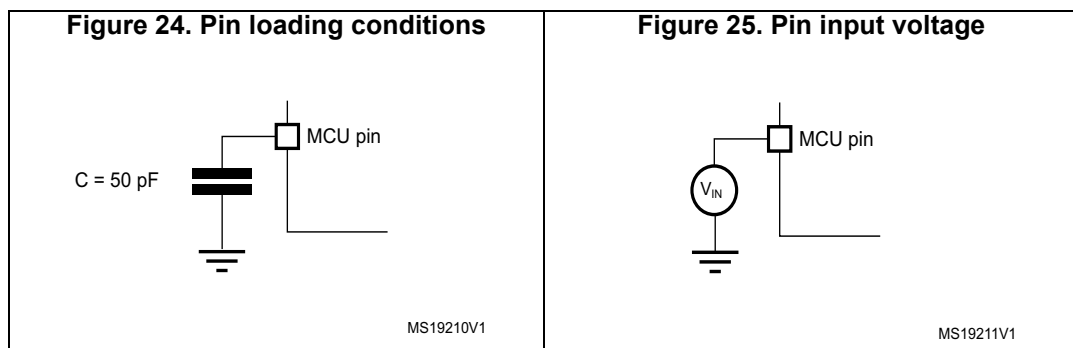 Figure 24. Pin loading conditions
MCU pin
C = 50 pF
MS19210V1
Figure 25. Pin input voltage
MCU pin
VIN
MS19211V1